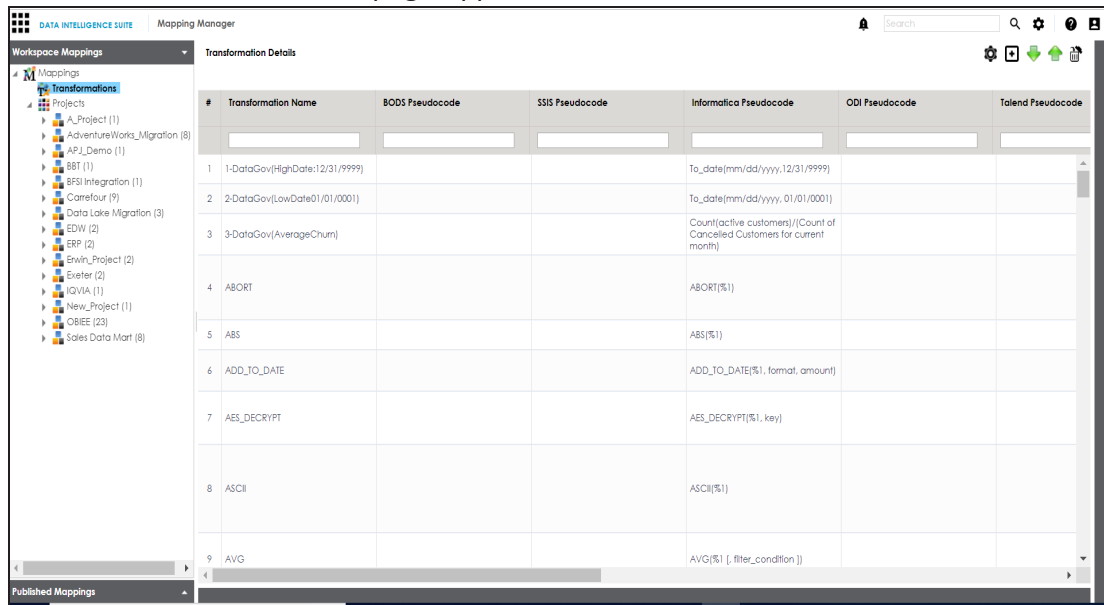 DATA INTELLIGENCE SUITE Mapping Manager Search
Workspace Mappings
Mappings
Transformations
Projects
A_Project (1)
AdventureWorks_Migration (8)
APJ_Demo (1)
BBT (1)
BFSI Integration (1)
Carrefour (9)
Data Lake Migration (3)
EDW (2)
ERP (2)
Erwin_Project (2)
Exeter (2)
IQVIA (1)
New_Project (1)
OBIEE (23)
Sales Data Mart (8)
Published Mappings
Transformation Details
# Transformation Name BODS Pseudocode SSIS Pseudocode Informatica Pseudocode ODI Pseudocode Talend Pseudocode
1 1-DataGov(HighDate:12/31/9999) To_date(mm/dd/yyyy,12/31/9999)
2 2-DataGov(LowDate01/01/0001) To_date(mm/dd/yyyy, 01/01/0001)
3 3-DataGov(AverageChurn) Count(active customers)/(Count of
Cancelled Customers for current
month)
4 ABORT ABORT(%1)
5 ABS ABS(%1)
6 ADD_TO_DATE ADD_TO_DATE(%1, format, amount)
7 AES_DECRYPT AES_DECRYPT(%1, key)
8 ASCII ASCII(%1)
9 AVG AVG(%1 [, filter_condition ])